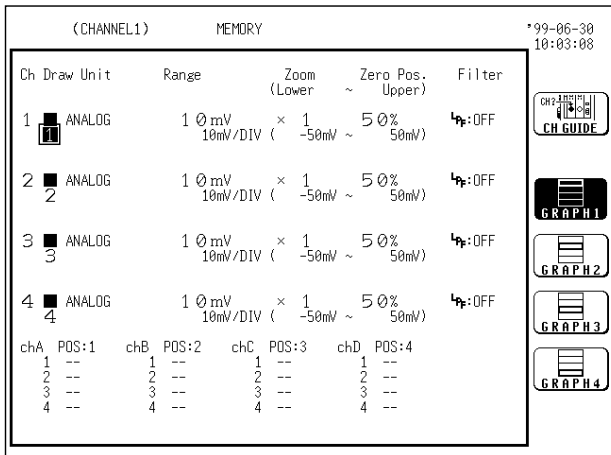 (CHANNEL1) MEMORY '99-06-30
10:03:08
Ch Draw Unit Range Zoom Zero Pos. Filter
(Lower ~ Upper)
1 ■ ANALOG 10mV × 1 50% LPF:OFF
1 10mV/DIV ( -50mV ~ 50mV)
2 ■ ANALOG 10mV × 1 50% LPF:OFF
2 10mV/DIV ( -50mV ~ 50mV)
3 ■ ANALOG 10mV × 1 50% LPF:OFF
3 10mV/DIV ( -50mV ~ 50mV)
4 ■ ANALOG 10mV × 1 50% LPF:OFF
4 10mV/DIV ( -50mV ~ 50mV)
chA POS:1 chB POS:2 chC POS:3 chD POS:4
1 -- 1 -- 1 -- 1 --
2 -- 2 -- 2 -- 2 --
3 -- 3 -- 3 -- 3 --
4 -- 4 -- 4 -- 4 --
CH?
CH GUIDE
GRAPH1
GRAPH2
GRAPH3
GRAPH4